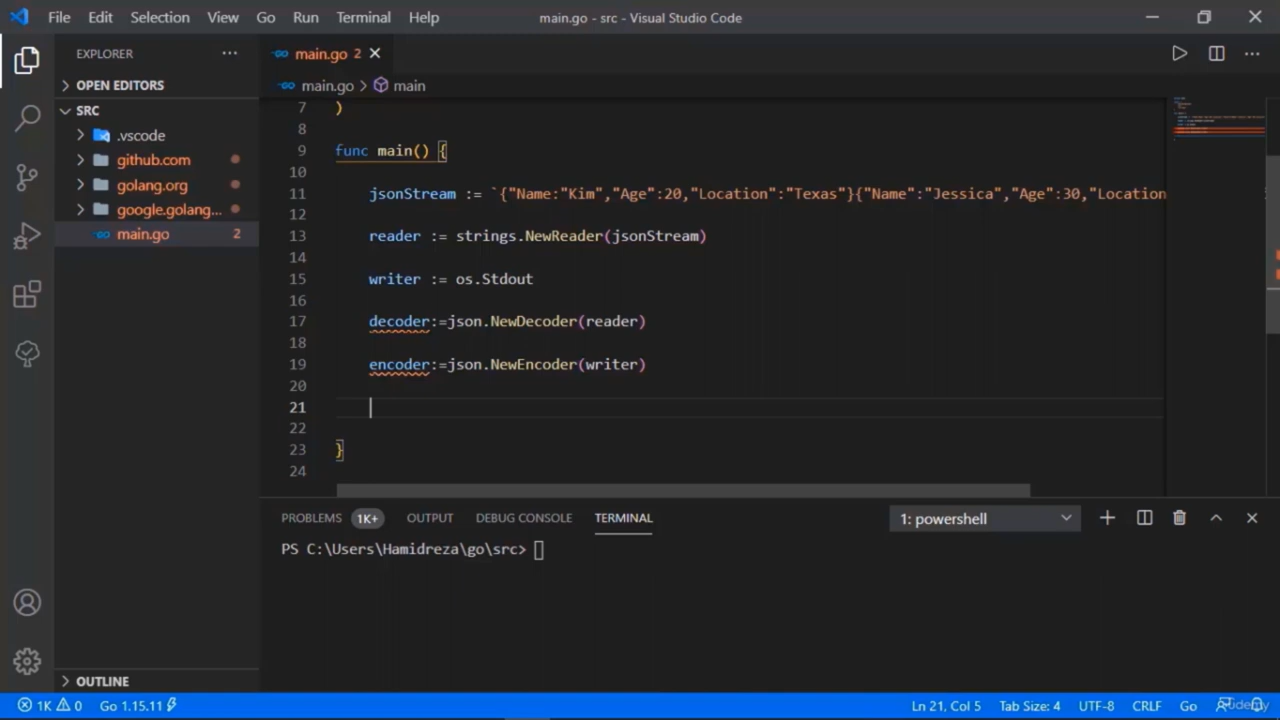 File Edit Selection View Go Run Terminal Help main.go - src - Visual Studio Code
EXPLORER
main.go 2
OPEN EDITORS
main.go > main
SRC
.vscode
github.com
golang.org
google.golang...
main.go 2
7 )
8
9 func main() {
10
11 jsonStream := `{"Name:"Kim","Age":20,"Location":"Texas"}{"Name":"Jessica","Age":30,"Location
12
13 reader := strings.NewReader(jsonStream)
14
15 writer := os.Stdout
16
17 decoder:=json.NewDecoder(reader)
18
19 encoder:=json.NewEncoder(writer)
20
21
22
23 }
24
PROBLEMS 1K+ OUTPUT DEBUG CONSOLE TERMINAL 1: powershell
PS C:\Users\Hamidreza\go\src>
OUTLINE
1K 0 Go 1.15.11 Ln 21, Col 5 Tab Size: 4 UTF-8 CRLF Go